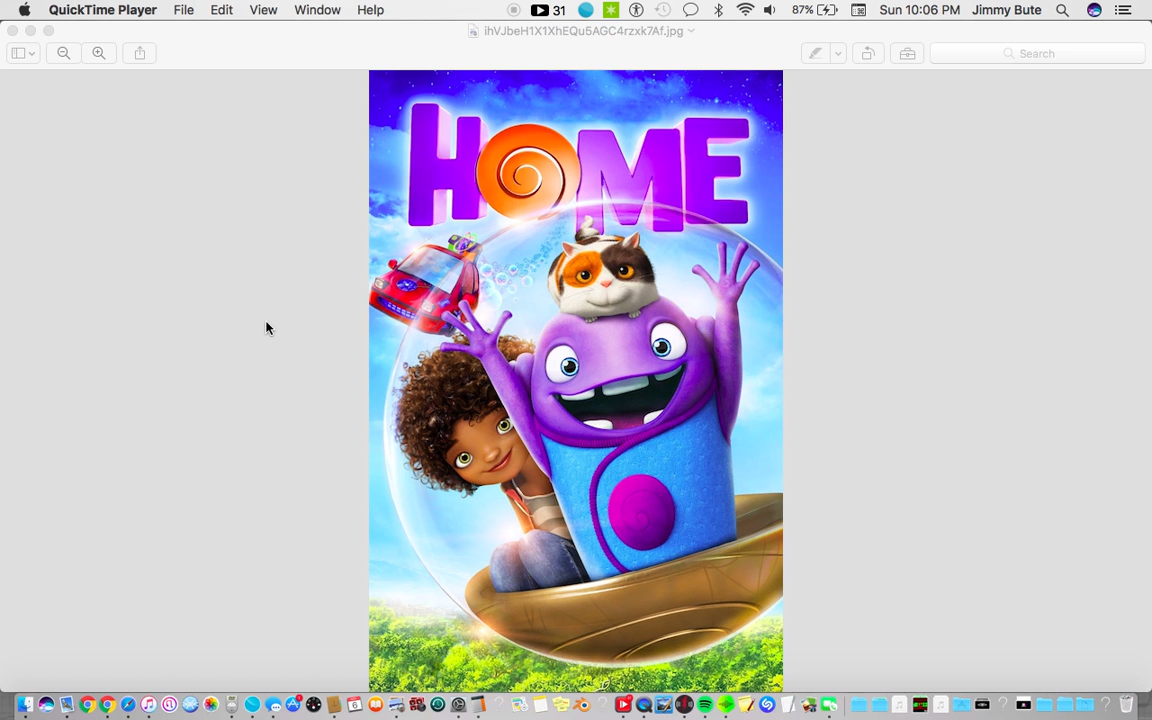 QuickTime Player File Edit View Window Help 31 87% Sun 10:06 PM Jimmy Bute
ihVJbeH1X1XhEQu5AGC4rzxk7Af.jpg
Search
HOME
6